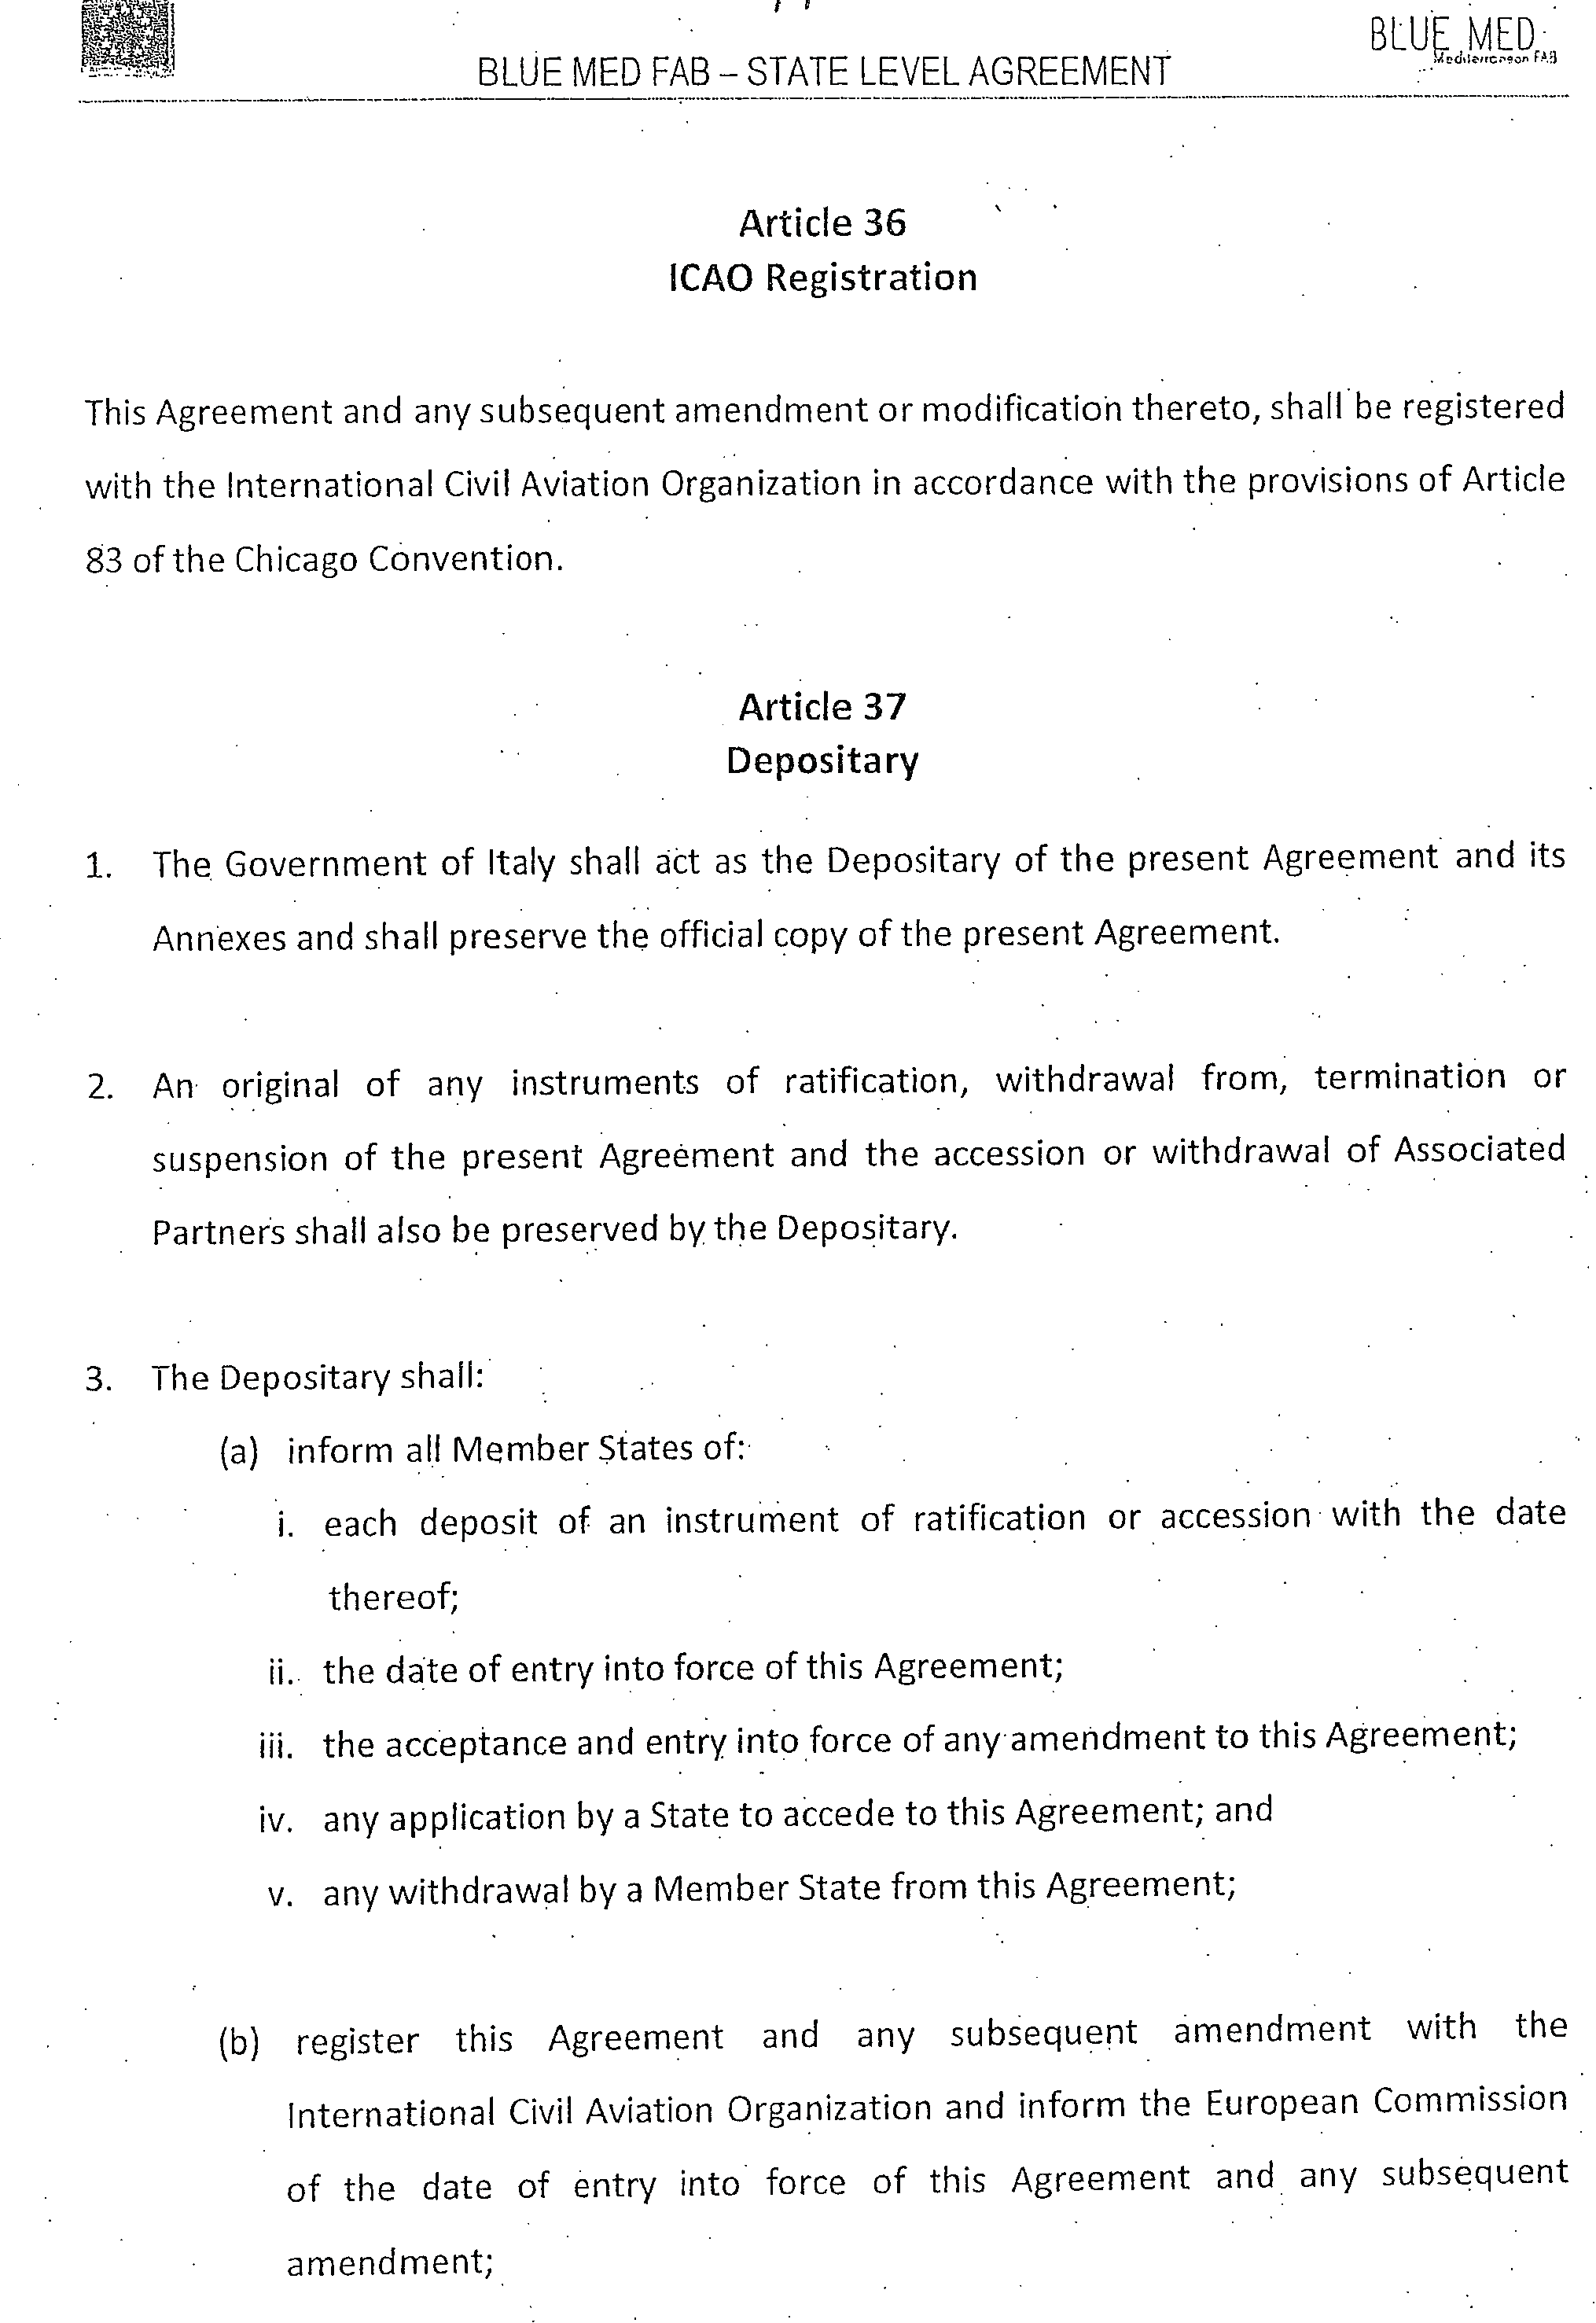 BLUE MED FAB – STATE LEVEL AGREEMENT
BLUE MED
Mediterranean FAB
Article 36
ICAO Registration
This Agreement and any subsequent amendment or modification thereto, shall be registered
with the International Civil Aviation Organization in accordance with the provisions of Article
83 of the Chicago Convention.
Article 37
Depositary
1. The Government of Italy shall act as the Depositary of the present Agreement and its
Annexes and shall preserve the official copy of the present Agreement.
2. An original of any instruments of ratification, withdrawal from, termination or
suspension of the present Agreement and the accession or withdrawal of Associated
Partners shall also be preserved by the Depositary.
3. The Depositary shall:
(a) inform all Member States of:
i. each deposit of an instrument of ratification or accession with the date
thereof;
ii. the date of entry into force of this Agreement;
iii. the acceptance and entry into force of any amendment to this Agreement;
iv. any application by a State to accede to this Agreement; and
v. any withdrawal by a Member State from this Agreement;
(b) register this Agreement and any subsequent amendment with the
International Civil Aviation Organization and inform the European Commission
of the date of entry into force of this Agreement and any subsequent
amendment;